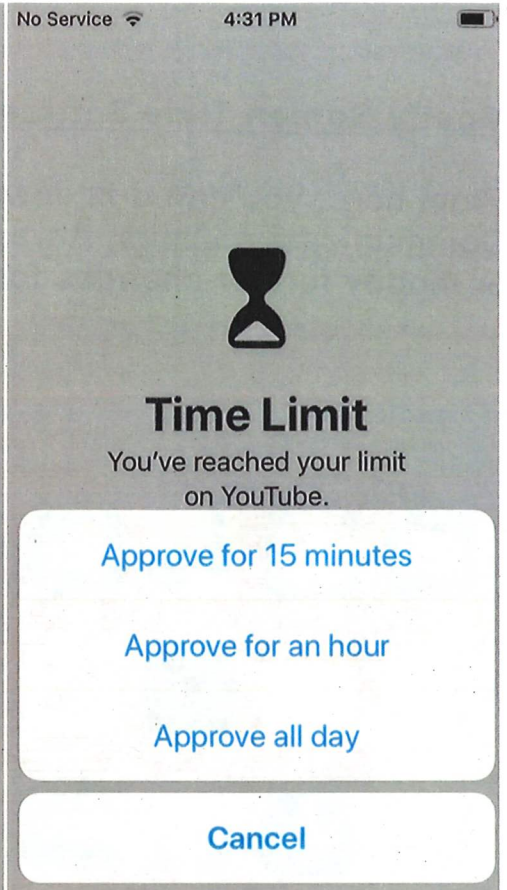 No Service 4:31 PM
Time Limit
You've reached your limit
on YouTube.
Approve for 15 minutes
Approve for an hour
Approve all day
Cancel